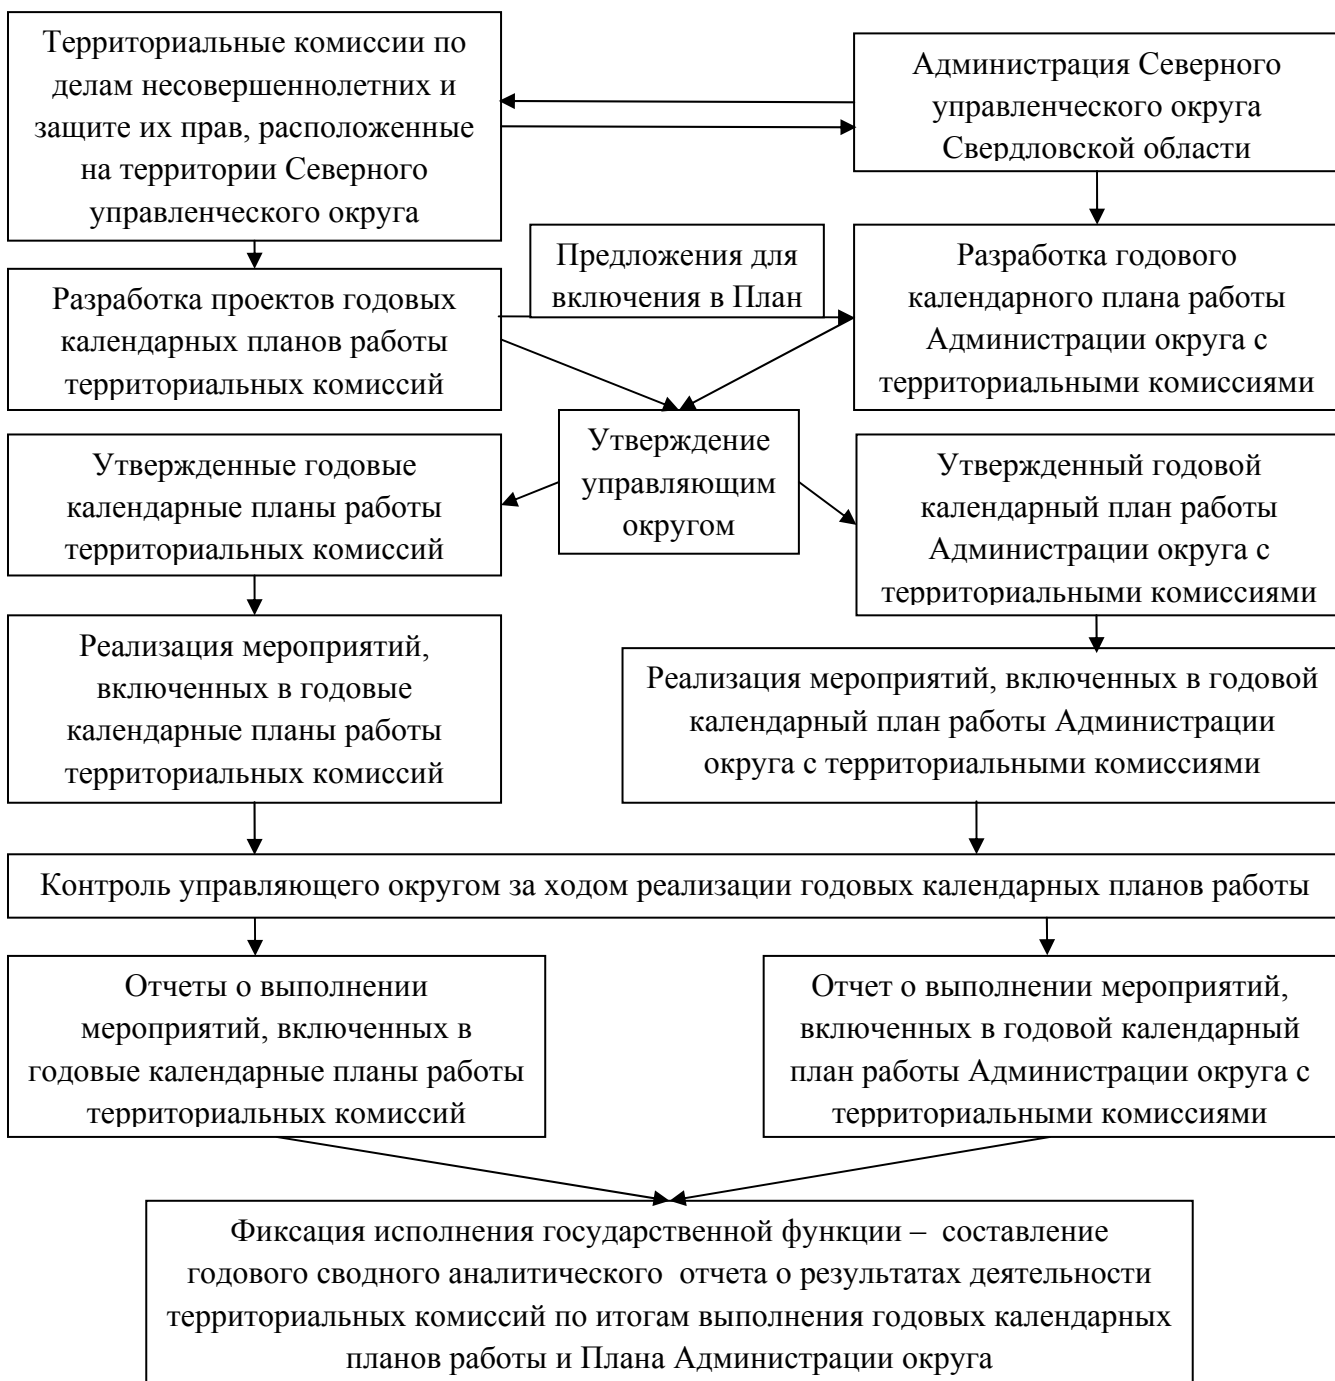 Территориальные комиссии по
делам несовершеннолетних и
защите их прав, расположенные
на территории Северного
управленческого округа
Администрация Северного
управленческого округа
Свердловской области
Разработка проектов годовых
календарных планов работы
территориальных комиссий
Предложения для
включения в План
Разработка годового
календарного плана работы
Администрации округа с
территориальными комиссиями
Утверждение
управляющим
округом
Утвержденные годовые
календарные планы работы
территориальных комиссий
Утвержденный годовой
календарный план работы
Администрации округа с
территориальными комиссиями
Реализация мероприятий,
включенных в годовые
календарные планы работы
территориальных комиссий
Реализация мероприятий, включенных в годовой
календарный план работы Администрации
округа с территориальными комиссиями
Контроль управляющего округом за ходом реализации годовых календарных планов работы
Отчеты о выполнении
мероприятий, включенных в
годовые календарные планы работы
территориальных комиссий
Отчет о выполнении мероприятий,
включенных в годовой календарный
план работы Администрации округа с
территориальными комиссиями
Фиксация исполнения государственной функции – составление
годового сводного аналитического отчета о результатах деятельности
территориальных комиссий по итогам выполнения годовых календарных
планов работы и Плана Администрации округа